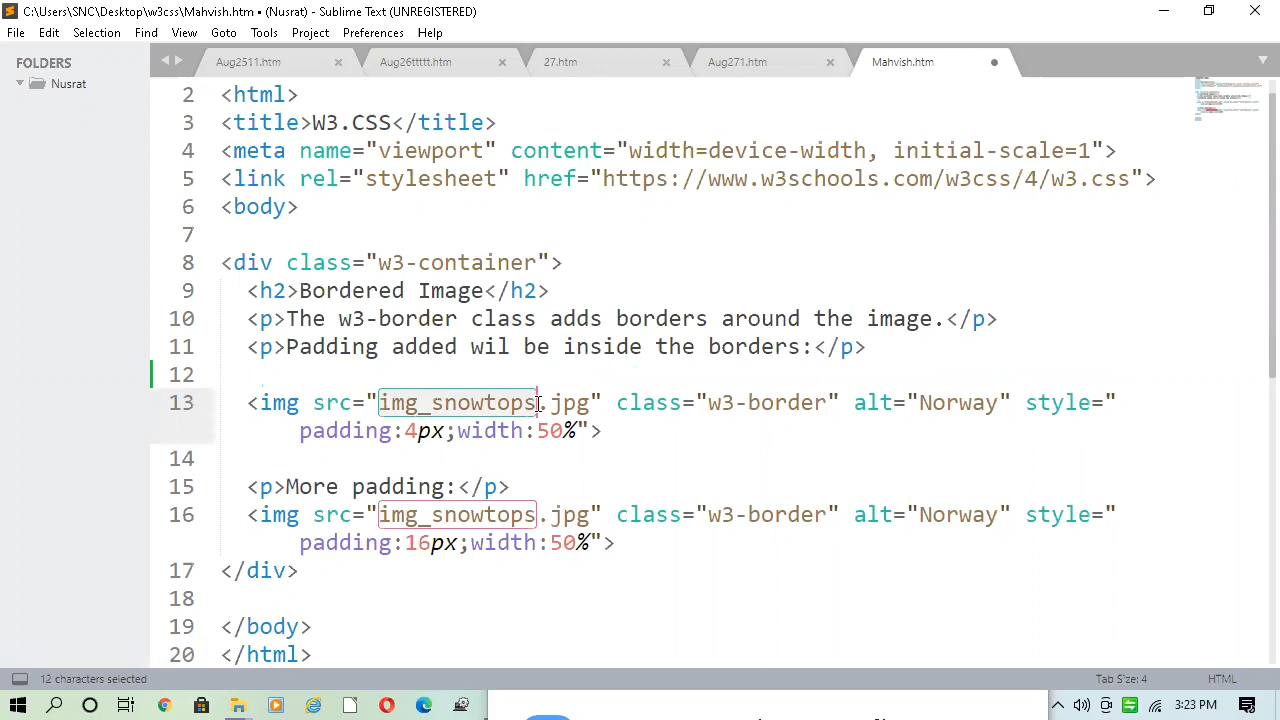 C:\Users\SNC\Desktop\w3css\Mahvish.htm • (Nusrat) - Sublime Text (UNREGISTERED)
File Edit Selection Find View Goto Tools Project Preferences Help
FOLDERS
Nusrat
Aug2511.htm Aug26ttttt.htm 27.htm Aug271.htm Mahvish.htm
2 <html>
3 <title>W3.CSS</title>
4 <meta name="viewport" content="width=device-width, initial-scale=1">
5 <link rel="stylesheet" href="https://www.w3schools.com/w3css/4/w3.css">
6 <body>
7
8 <div class="w3-container">
9 <h2>Bordered Image</h2>
10 <p>The w3-border class adds borders around the image.</p>
11 <p>Padding added wil be inside the borders:</p>
12
13 <img src="img_snowtops.jpg" class="w3-border" alt="Norway" style="
padding:4px;width:50%">
14
15 <p>More padding:</p>
16 <img src="img_snowtops.jpg" class="w3-border" alt="Norway" style="
padding:16px;width:50%">
17 </div>
18
19 </body>
20 </html>
12 characters selected Tab Size: 4 HTML
3:23 PM